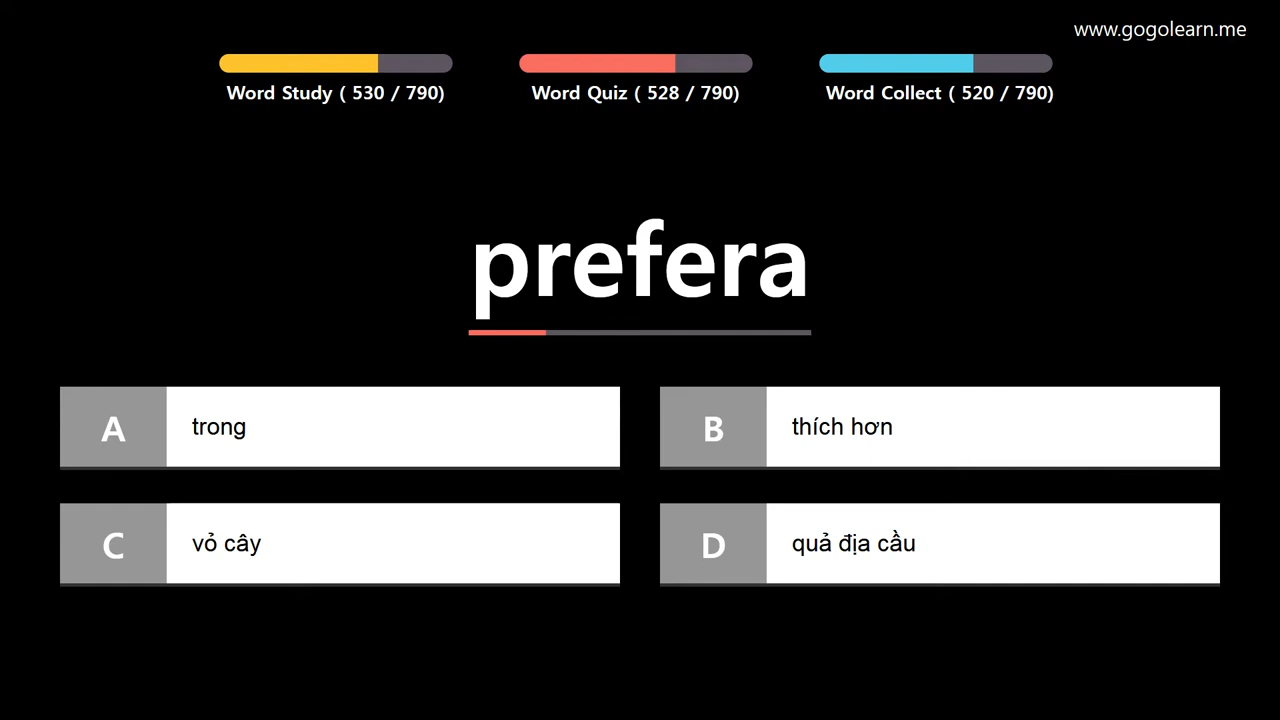 www.gogolearn.me
Word Study ( 530 / 790)
Word Quiz ( 528 / 790)
Word Collect ( 520 / 790)
prefera
A
trong
B
thích hơn
C
vỏ cây
D
quả địa cầu